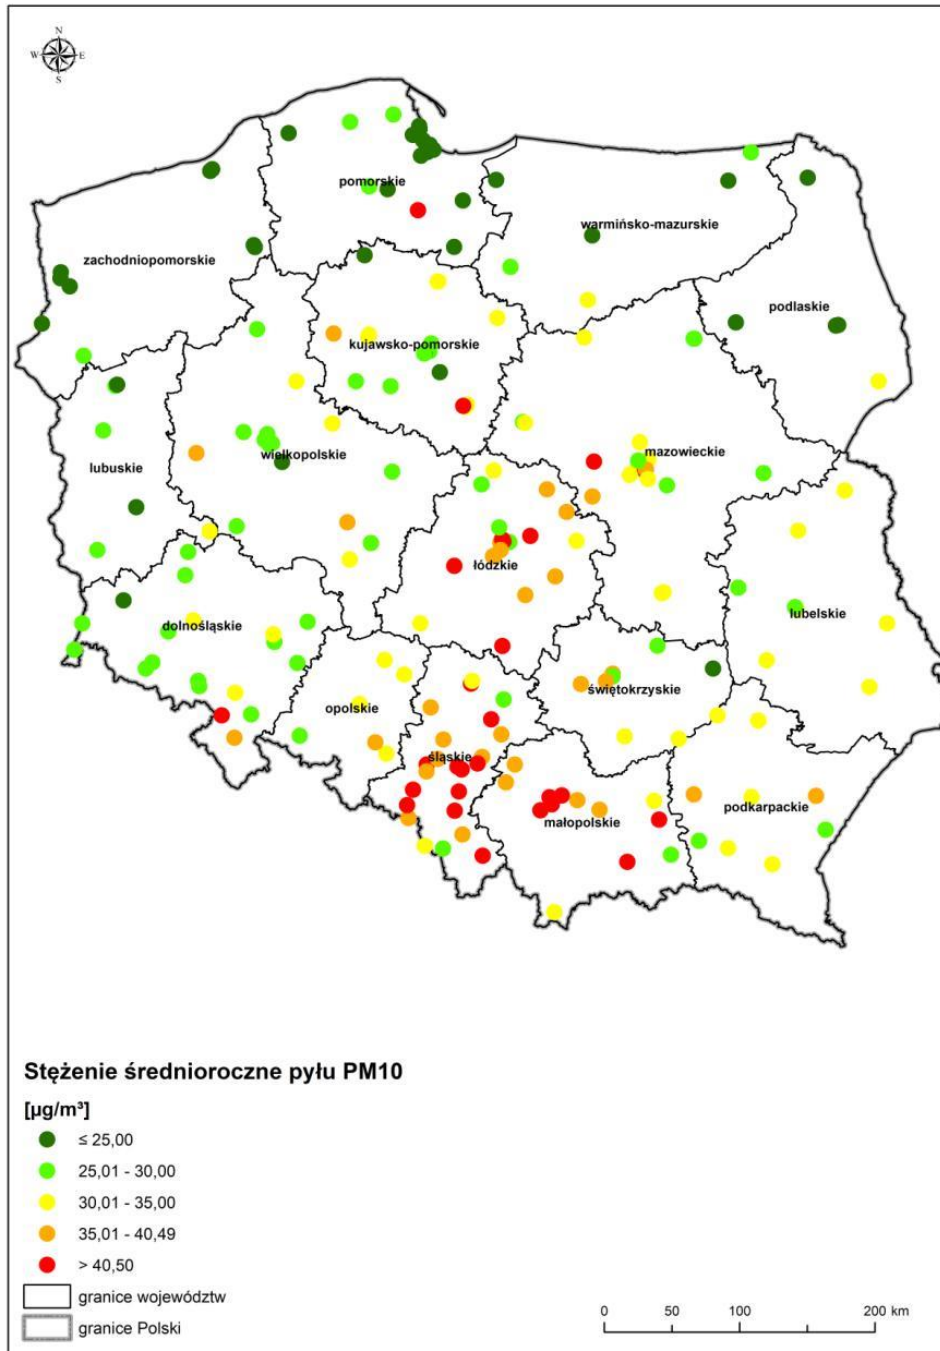 N
W E
S
pomorskie
warmińsko-mazurskie
zachodniopomorskie
podlaskie
kujawsko-pomorskie
mazowieckie
wielkopolskie
lubuskie
łódzkie
lubelskie
dolnośląskie
świętokrzyskie
opolskie
śląskie
podkarpackie
małopolskie
Stężenie średnioroczne pyłu PM10
[µg/m³]
≤ 25,00
25,01 - 30,00
30,01 - 35,00
35,01 - 40,49
> 40,50
granice województw
granice Polski
0 50 100 200 km